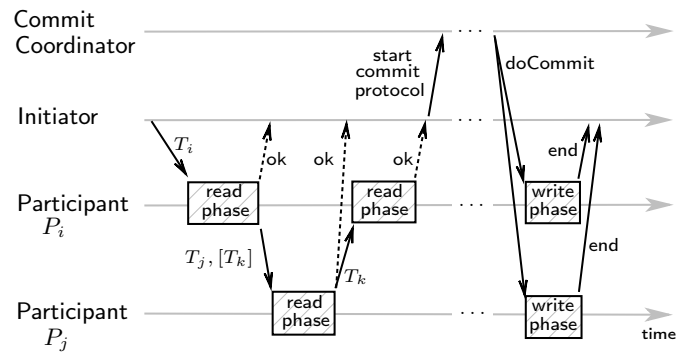 Commit
Coordinator
...
start
commit
protocol
doCommit
Initiator
...
T_i
ok
ok
ok
end
Participant
P_i
read
phase
read
phase
...
write
phase
T_j, [T_k]
T_k
end
Participant
P_j
read
phase
...
write
phase
time